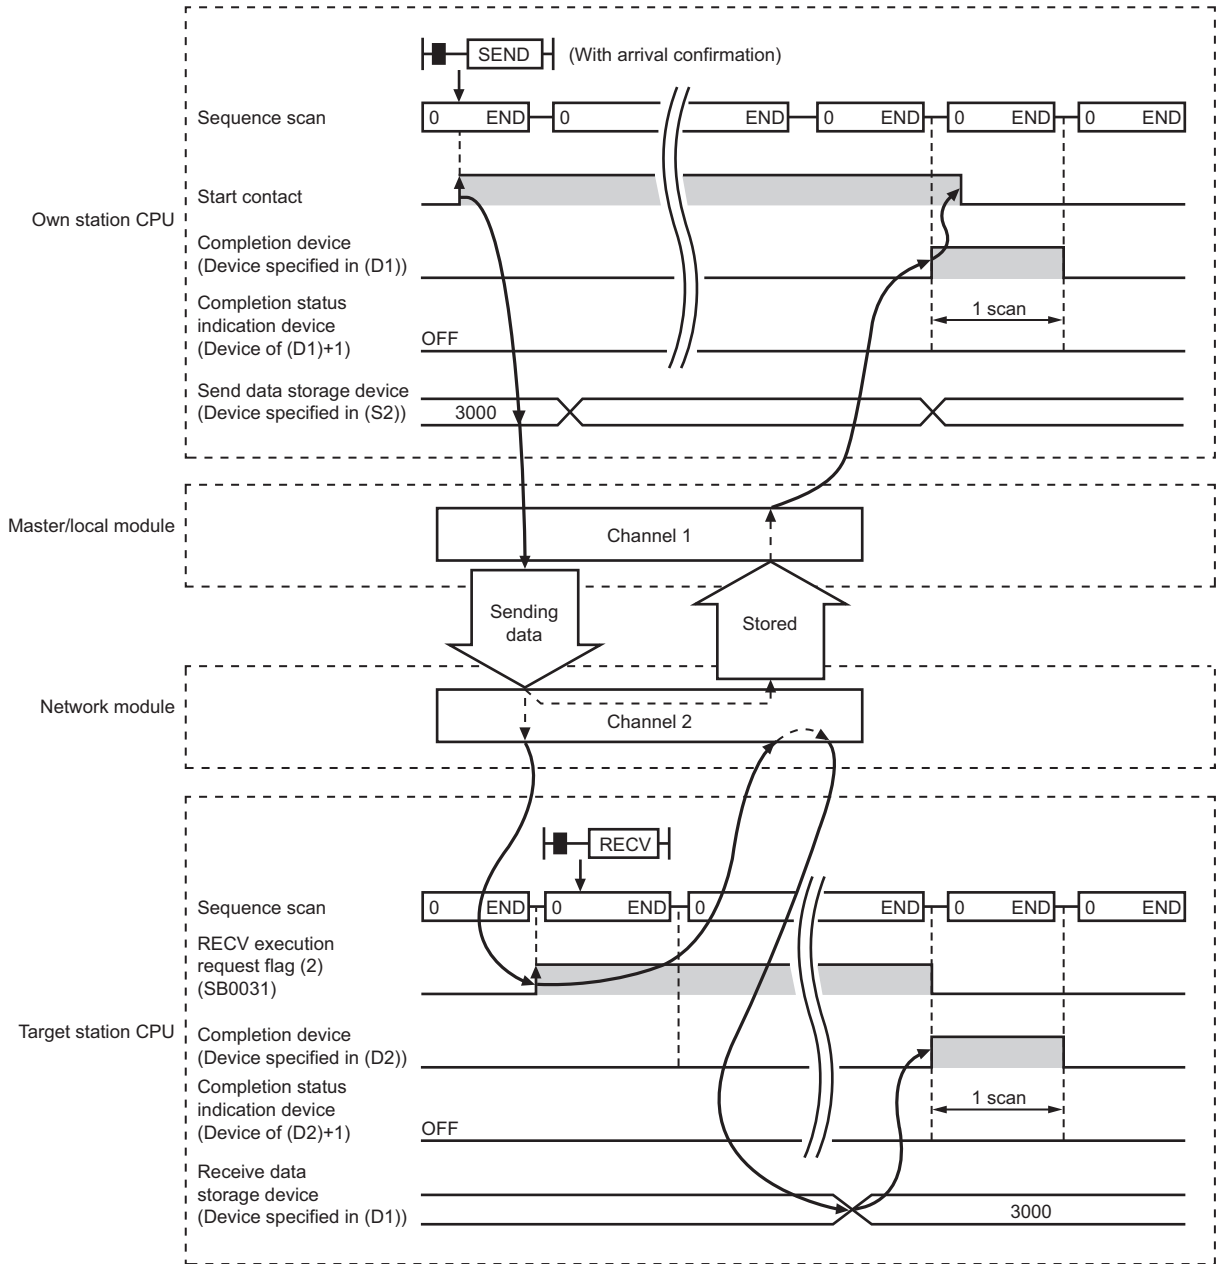 SEND (With arrival confirmation)
Sequence scan
0 END 0 END 0 END 0 END 0 END
Start contact
Own station CPU
Completion device
(Device specified in (D1))
Completion status
indication device
(Device of (D1)+1)
1 scan
OFF
Send data storage device
(Device specified in (S2))
3000
Master/local module
Channel 1
Sending
data
Stored
Network module
Channel 2
RECV
Sequence scan
0 END 0 END 0 END 0 END 0 END
RECV execution
request flag (2)
(SB0031)
Target station CPU
Completion device
(Device specified in (D2))
Completion status
indication device
(Device of (D2)+1)
1 scan
OFF
Receive data
storage device
(Device specified in (D1))
3000